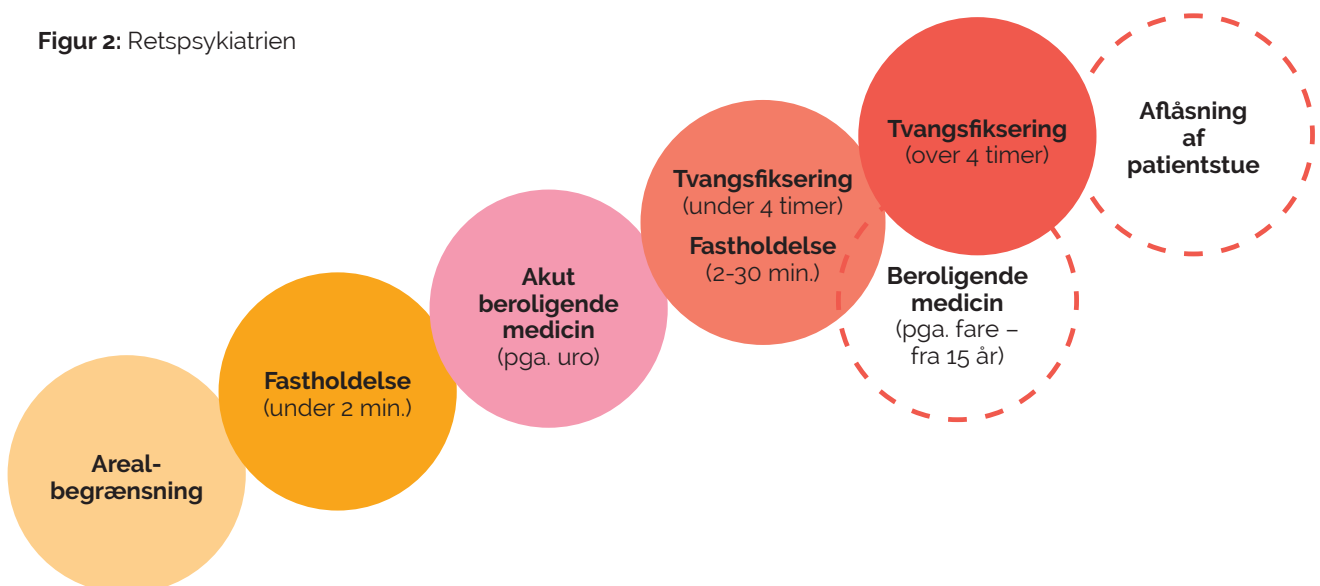 Figur 2: Retspsykiatrien
Areal-
begrænsning
Fastholdelse
(under 2 min.)
Akut
beroligende
medicin
(pga. uro)
Tvangsfiksering
(under 4 timer)
Fastholdelse
(2-30 min.)
Tvangsfiksering
(over 4 timer)
Beroligende
medicin
(pga. fare –
fra 15 år)
Aflåsning
af
patientstue